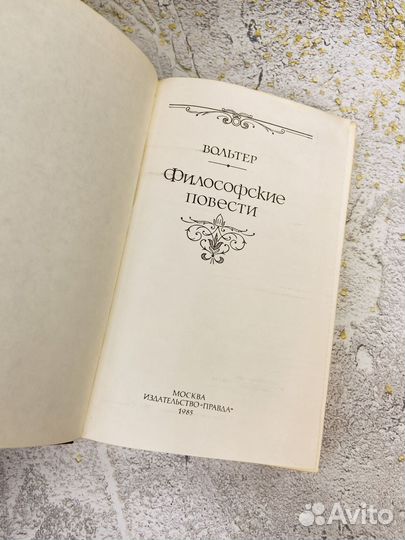 ВОЛЬТЕР
Философские
повести
МОСКВА
ИЗДАТЕЛЬСТВО «ПРАВДА»
1985
Avito